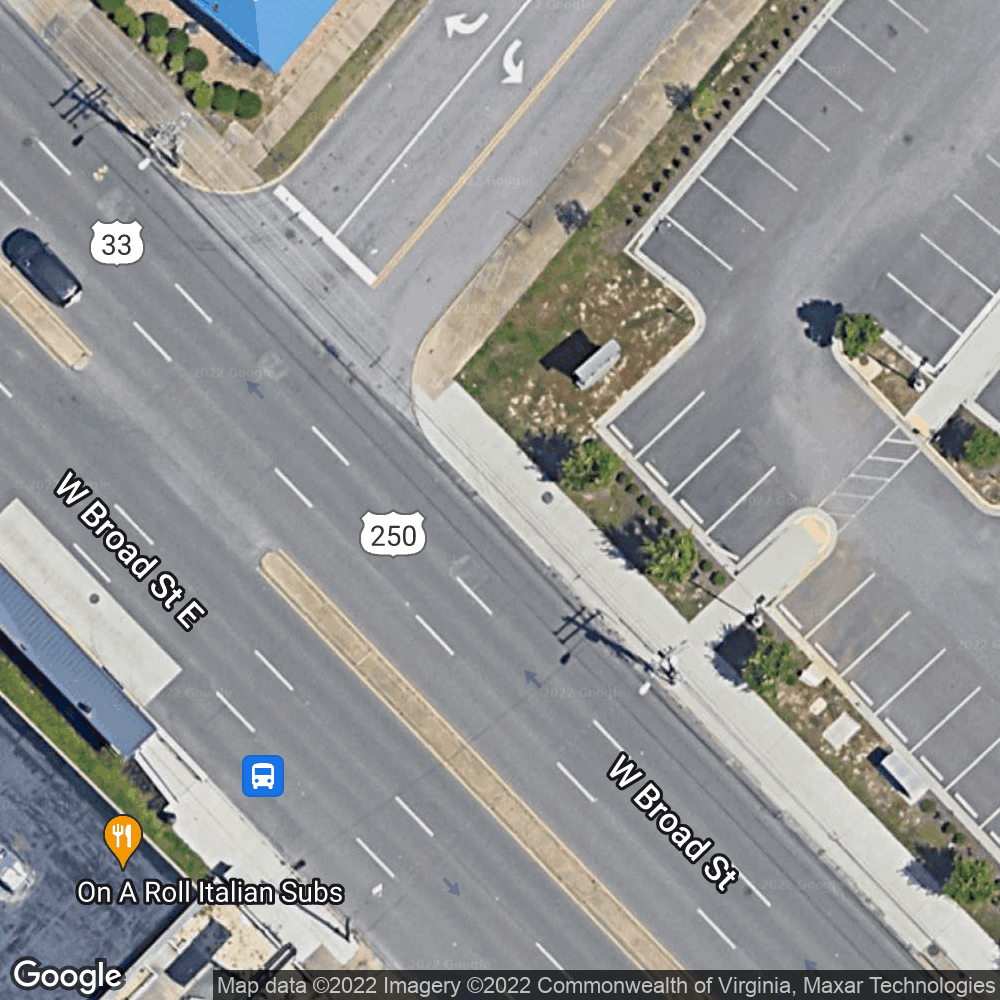 33
250
W Broad St E
W Broad St
On A Roll Italian Subs
Google
Map data ©2022 Imagery ©2022 Commonwealth of Virginia, Maxar Technologies